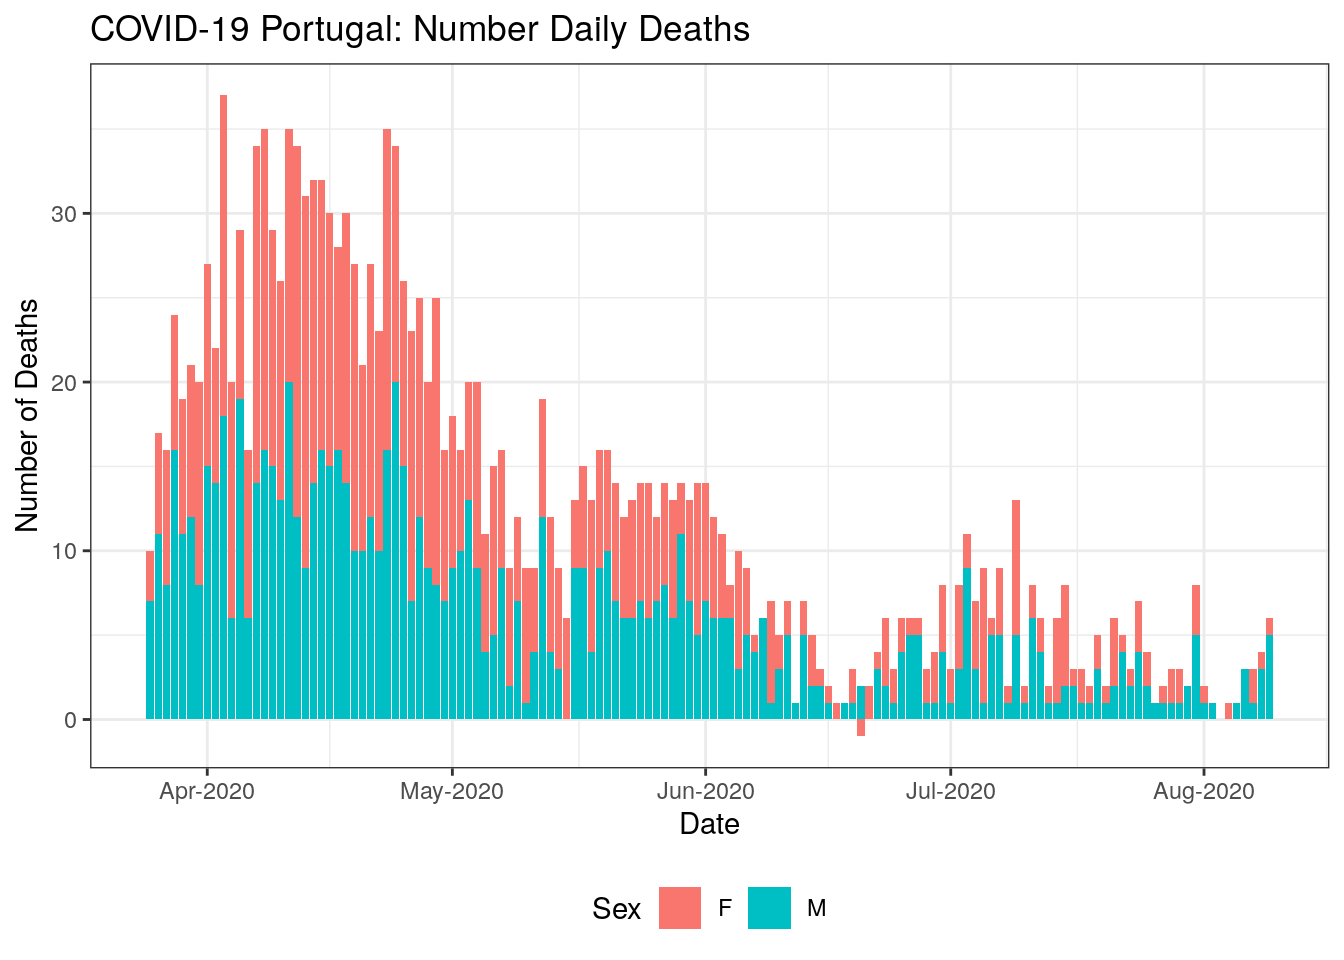 COVID-19 Portugal: Number Daily Deaths
Number of Deaths
30
20
10
0
Apr-2020 May-2020 Jun-2020 Jul-2020 Aug-2020
Date
Sex F M